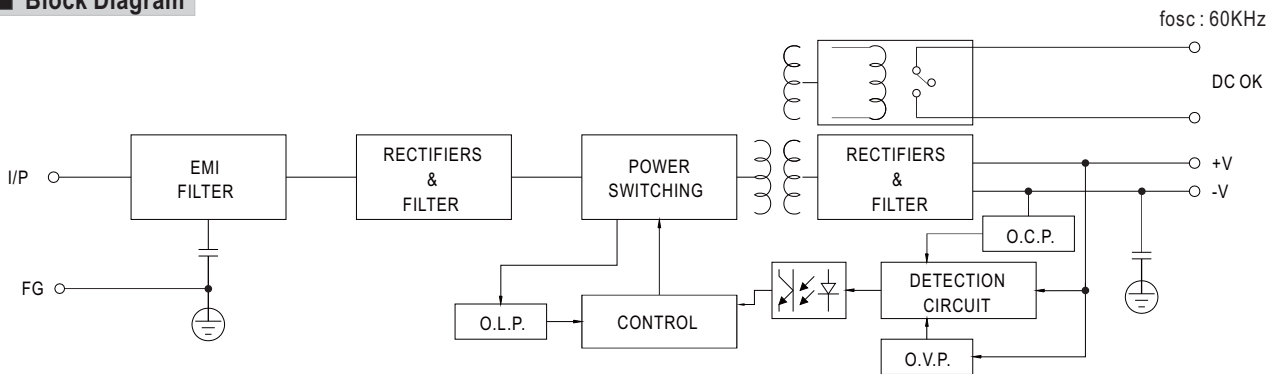 ■ Block Diagram
fosc : 60KHz
DC OK
I/P
EMI
FILTER
RECTIFIERS
&
FILTER
POWER
SWITCHING
RECTIFIERS
&
FILTER
+V
-V
O.C.P.
FG
O.L.P.
CONTROL
DETECTION
CIRCUIT
O.V.P.